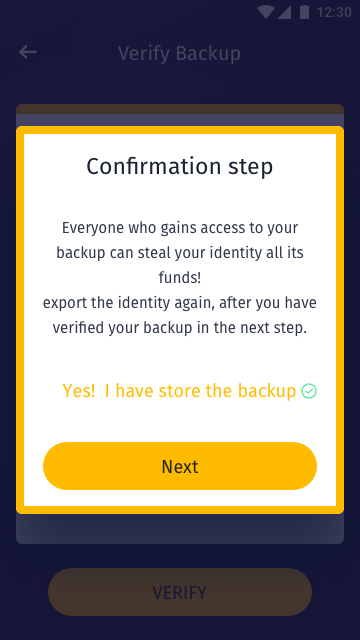 12:30
Verify Backup
Confirmation step
Everyone who gains access to your
backup can steal your identity all its
funds!
export the identity again, after you have
verified your backup in the next step.
Yes! I have store the backup
Next
VERIFY